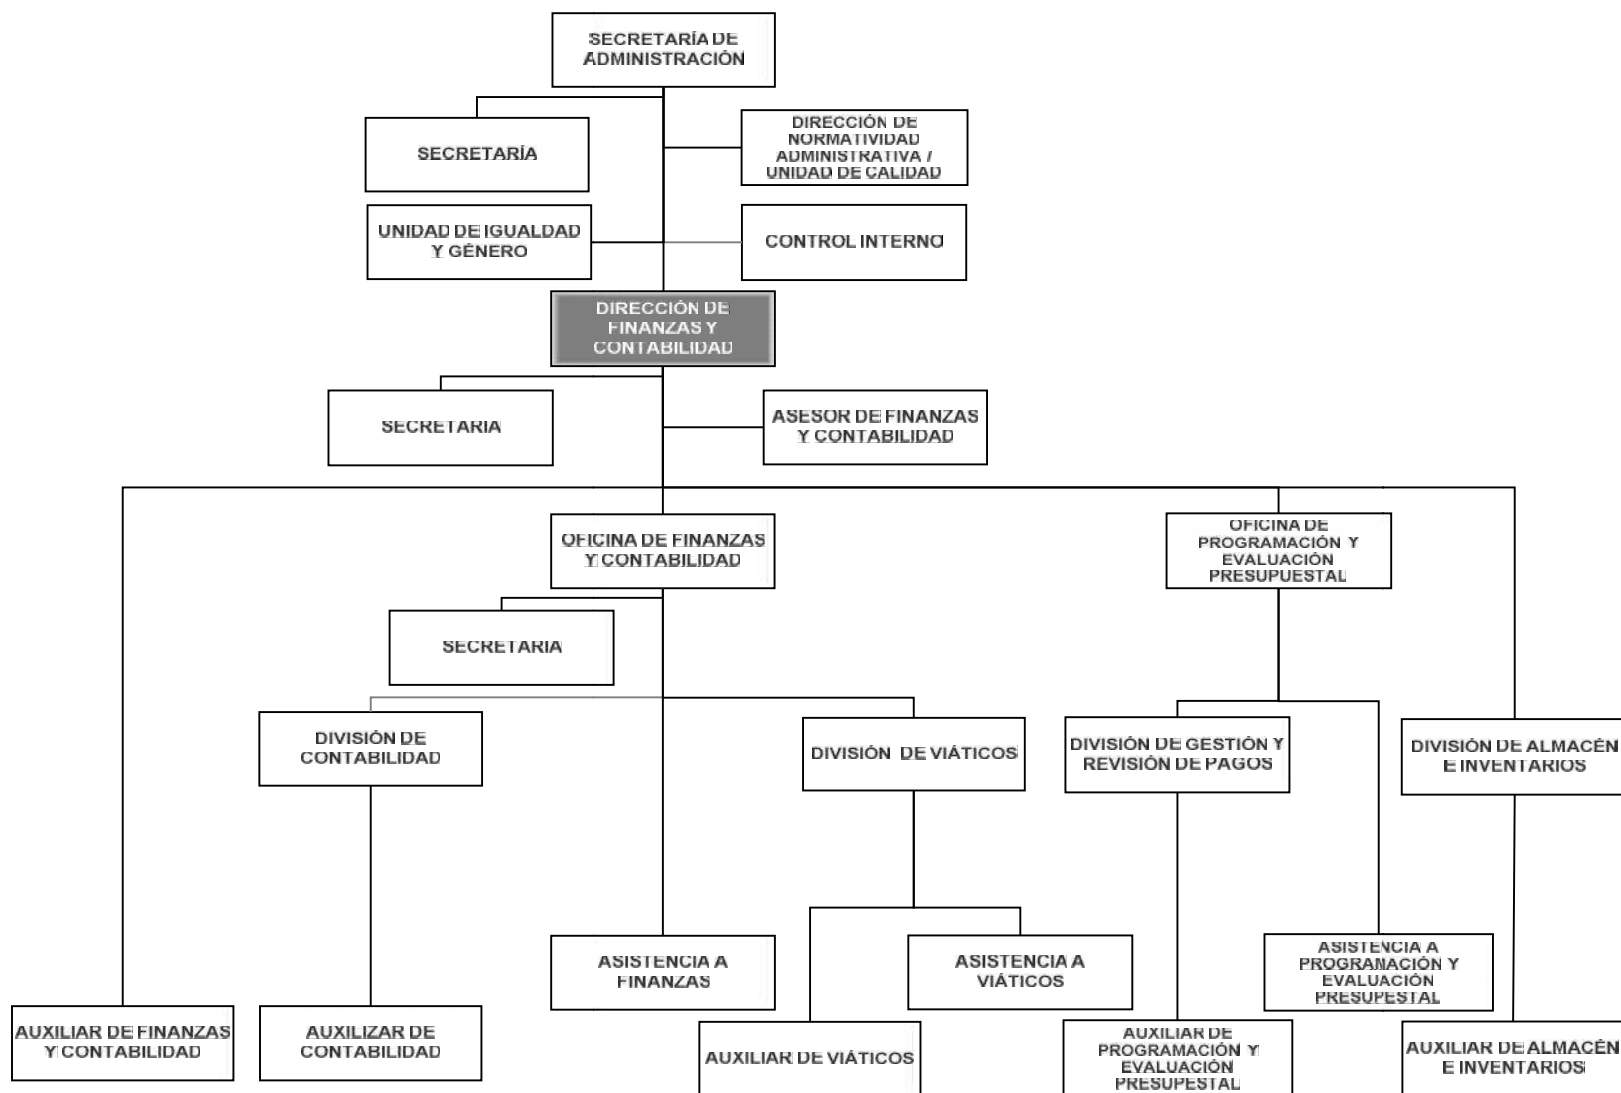 SECRETARÍA DE
ADMINISTRACIÓN
SECRETARÍA
DIRECCIÓN DE
NORMATIVIDAD
ADMINISTRATIVA /
UNIDAD DE CALIDAD
UNIDAD DE IGUALDAD
Y GÉNERO
CONTROL INTERNO
DIRECCIÓN DE
FINANZAS Y
CONTABILIDAD
SECRETARIA
ASESOR DE FINANZAS
Y CONTABILIDAD
OFICINA DE FINANZAS
Y CONTABILIDAD
OFICINA DE
PROGRAMACIÓN Y
EVALUACIÓN
PRESUPUESTAL
SECRETARIA
DIVISIÓN DE
CONTABILIDAD
DIVISIÓN DE VIÁTICOS
DIVISIÓN DE GESTIÓN Y
REVISIÓN DE PAGOS
DIVISIÓN DE ALMACÉN
E INVENTARIOS
ASISTENCIA A
FINANZAS
ASISTENCIA A
VIÁTICOS
ASISTENCIA A
PROGRAMACIÓN Y
EVALUACIÓN
PRESUPESTAL
AUXILIAR DE FINANZAS
Y CONTABILIDAD
AUXILIZAR DE
CONTABILIDAD
AUXILIAR DE VIÁTICOS
AUXILIAR DE
PROGRAMACIÓN Y
EVALUACIÓN
PRESUPESTAL
AUXILIAR DE ALMACÉN
E INVENTARIOS